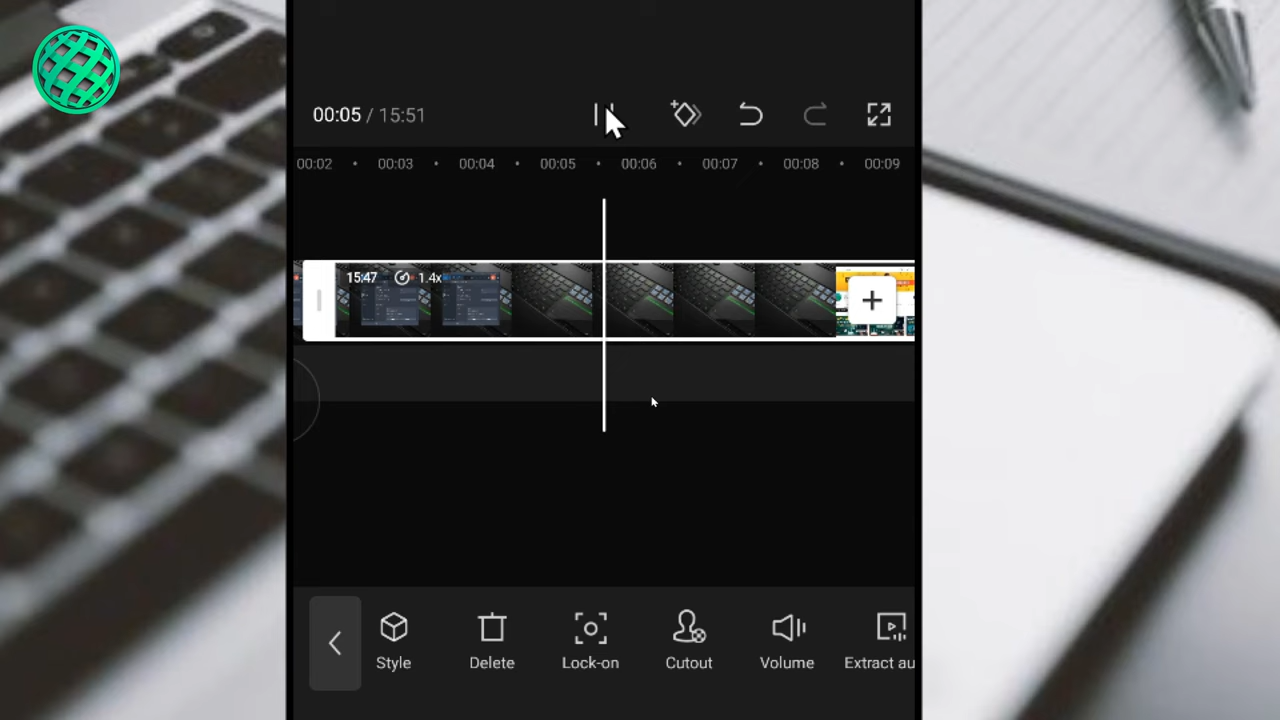 00:05 / 15:51
00:02 00:03 00:04 00:05 00:06 00:07 00:08 00:09
15:47 1.4x
Style Delete Lock-on Cutout Volume Extract au